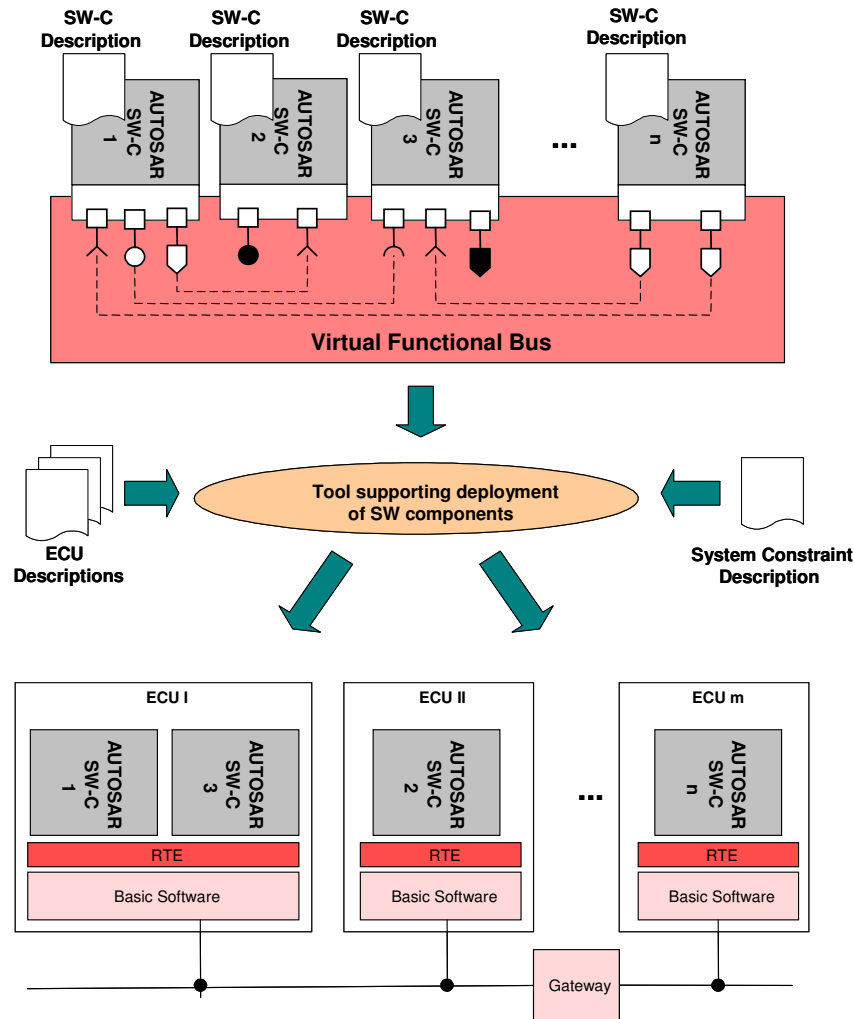 SW-C
Description
SW-C
Description
SW-C
Description
SW-C
Description
AUTOSAR
SW-C
1
AUTOSAR
SW-C
2
AUTOSAR
SW-C
3
...
AUTOSAR
SW-C
n
Virtual Functional Bus
Tool supporting deployment
of SW components
ECU
Descriptions
System Constraint
Description
ECU I
ECU II
ECU m
AUTOSAR
SW-C
1
AUTOSAR
SW-C
3
AUTOSAR
SW-C
2
...
AUTOSAR
SW-C
n
RTE
RTE
RTE
Basic Software
Basic Software
Basic Software
Gateway